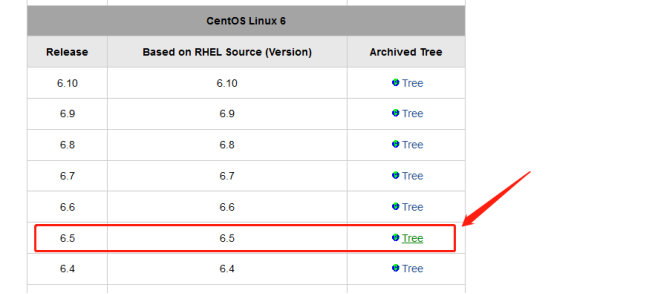 CentOS Linux 6
Release Based on RHEL Source (Version) Archived Tree
6.10 6.10 Tree
6.9 6.9 Tree
6.8 6.8 Tree
6.7 6.7 Tree
6.6 6.6 Tree
6.5 6.5 Tree
6.4 6.4 Tree